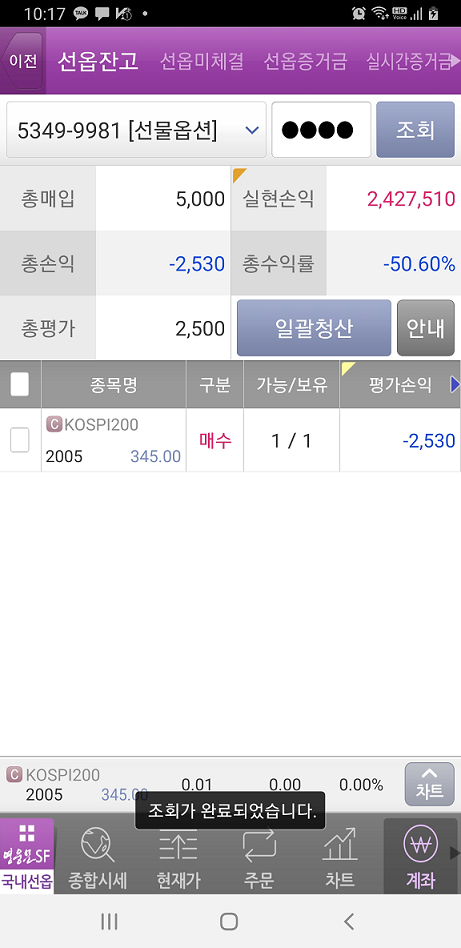 10:17 TALK HD Voice
이전 선옵잔고 선옵미체결 선옵증거금 실시간증거금
5349-9981 [선물옵션] ●●●● 조회
총매입 5,000 실현손익 2,427,510
총손익 -2,530 총수익률 -50.60%
총평가 2,500 일괄청산 안내
종목명 구분 가능/보유 평가손익
C KOSPI200
2005 345.00 매수 1 / 1 -2,530
C KOSPI200
2005 345.00 0.01 0.00 0.00% 차트
조회가 완료되었습니다.
영웅문SF
국내선옵 종합시세 현재가 주문 차트 계좌